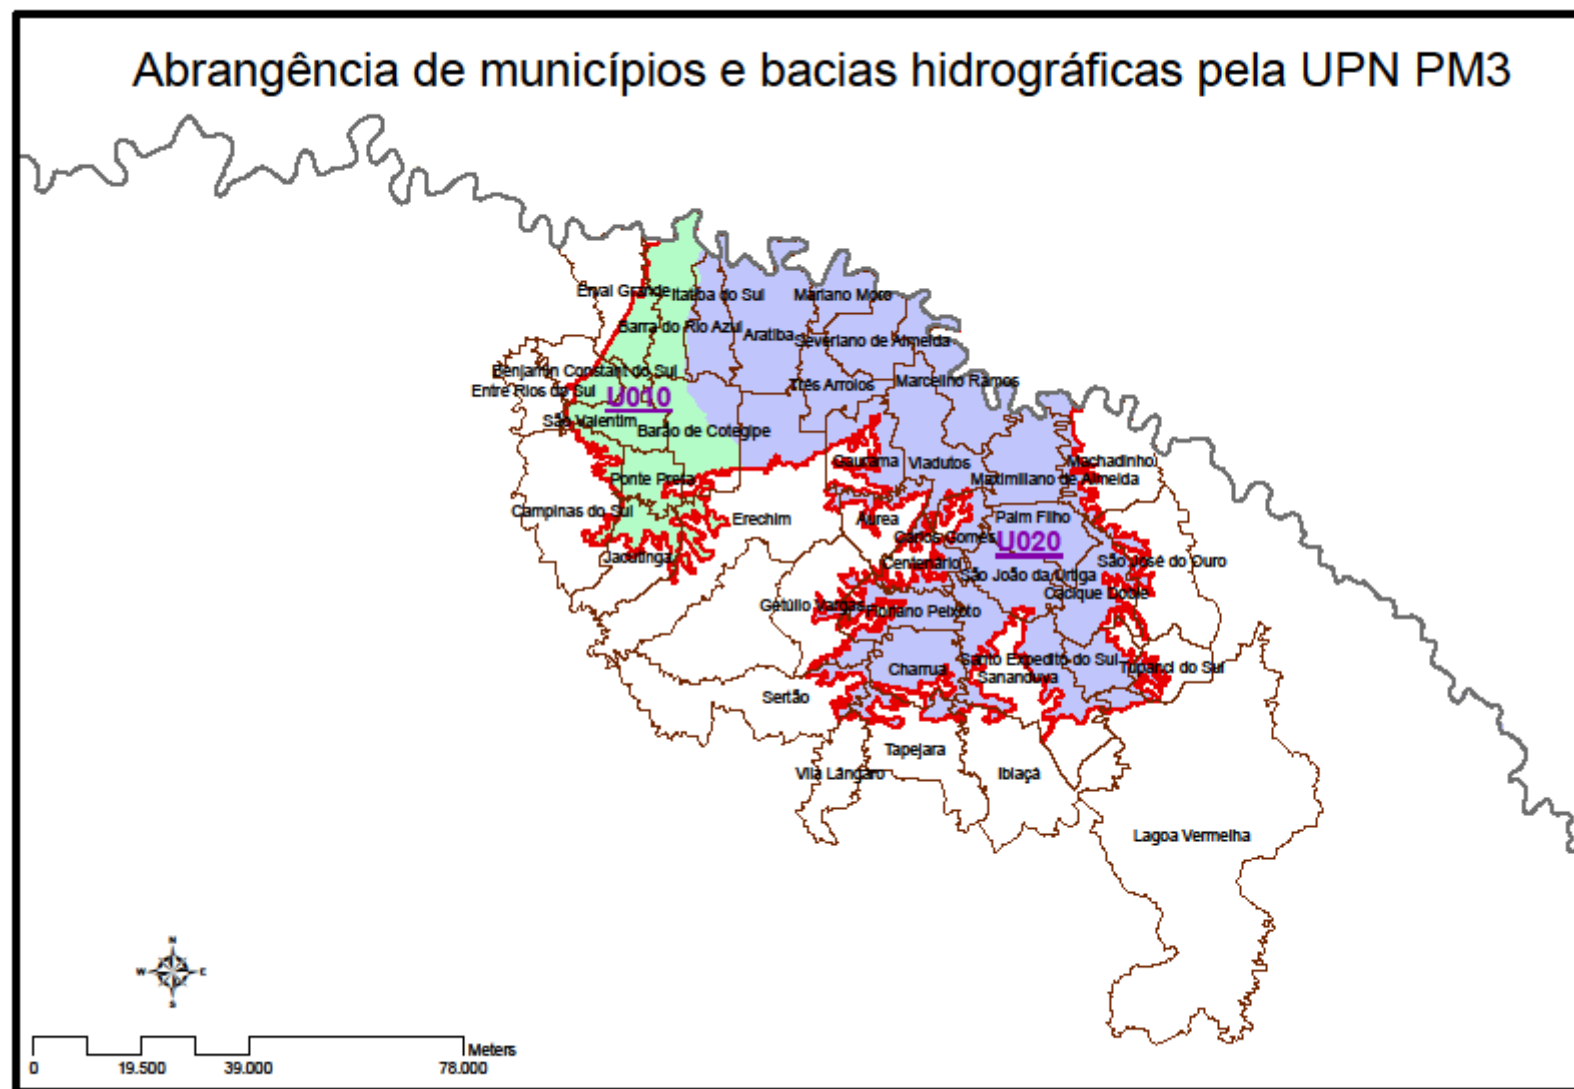 Abrangência de municípios e bacias hidrográficas pela UPN PM3
Erval Grande
Itatiba do Sul
Mariano Moro
Barra do Rio Azul
Aratiba
Severiano de Almeida
Benjamin Constant do Sul
Três Arroios
Marcelino Ramos
Entre Rios do Sul
U010
São Valentim
Barão de Cotegipe
Gaurama
Viadutos
Machadinho
Ponte Preta
Maximiliano de Almeida
Campinas do Sul
Erechim
Áurea
Paim Filho
Carlos Gomes
U020
Jacutinga
Centenário
São José do Ouro
São João da Urtiga
Cacique Doble
Getúlio Vargas
Floriano Peixoto
Charrua
Santo Expedito do Sul
Tupanci do Sul
Sananduva
Sertão
Tapejara
Vila Lângaro
Ibiaçá
Lagoa Vermelha
N
W
E
S
Meters
0
19.500
39.000
78.000